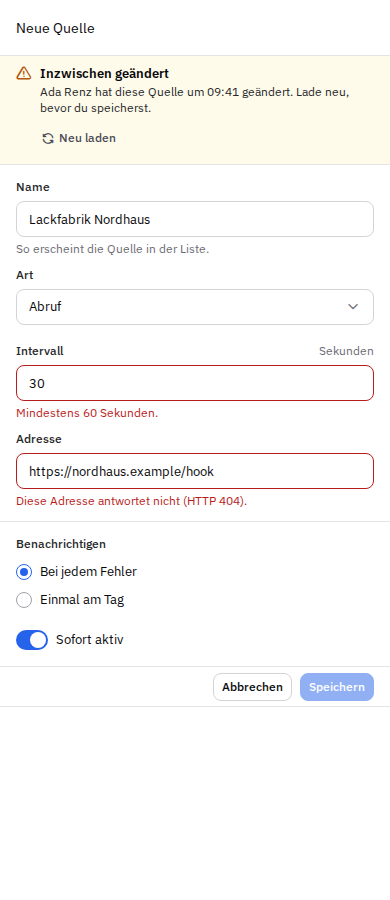 Neue Quelle
Inzwischen geändert
Ada Renz hat diese Quelle um 09:41 geändert. Lade neu,
bevor du speicherst.
Neu laden
Name
Lackfabrik Nordhaus
So erscheint die Quelle in der Liste.
Art
Abruf
Intervall Sekunden
30
Mindestens 60 Sekunden.
Adresse
https://nordhaus.example/hook
Diese Adresse antwortet nicht (HTTP 404).
Benachrichtigen
Bei jedem Fehler
Einmal am Tag
Sofort aktiv
Abbrechen Speichern